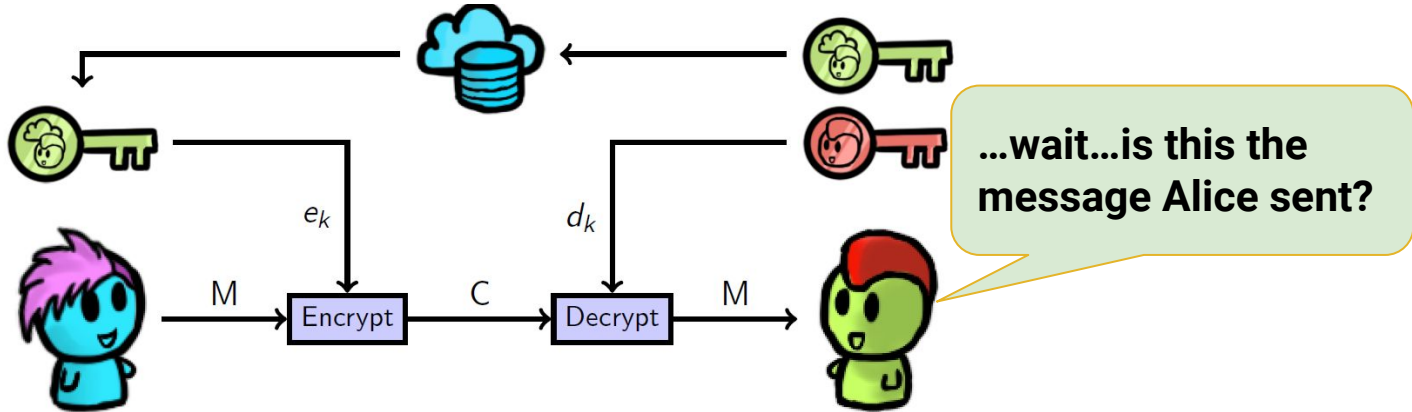 …wait…is this the
message Alice sent?
e_k
d_k
M
Encrypt
C
Decrypt
M